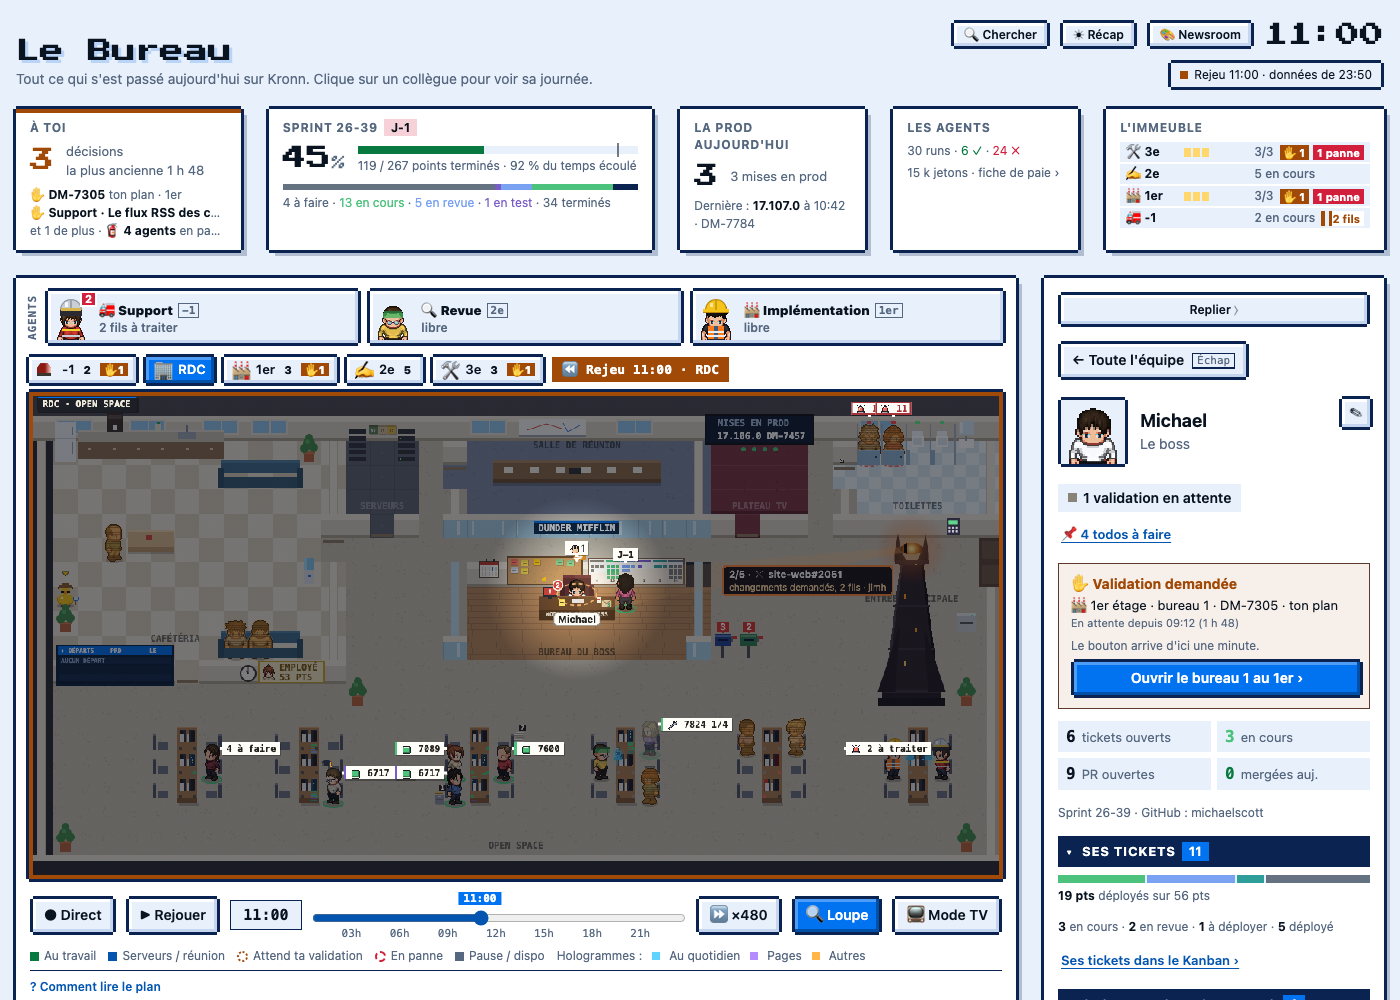 Le Bureau
Tout ce qui s'est passé aujourd'hui sur Kronn. Clique sur un collègue pour voir sa journée.
🔍 Chercher
☀ Récap
🎨 Newsroom
11:00
Rejeu 11:00 · données de 23:50
À TOI
3 décisions
la plus ancienne 1 h 48
✋ DM-7305 ton plan · 1er
✋ Support · Le flux RSS des c…
et 1 de plus · 4 agents en pa…
SPRINT 26-39 J-1
45%
119 / 267 points terminés · 92 % du temps écoulé
4 à faire · 13 en cours · 5 en revue · 1 en test · 34 terminés
LA PROD AUJOURD'HUI
3 3 mises en prod
Dernière : 17.107.0 à 10:42
· DM-7784
LES AGENTS
30 runs · 6 ✓ · 24 ✕
15 k jetons · fiche de paie ›
L'IMMEUBLE
3e 3/3 ✋1 1 panne
2e 5 en cours
1er 3/3 ✋1 1 panne
-1 2 en cours 2 fils
AGENTS
2
Support −1
2 fils à traiter
Revue 2e
libre
Implémentation 1er
libre
-1 2 ✋1
RDC
1er 3 ✋1
2e 5
3e 3 ✋1
⏪ Rejeu 11:00 · RDC
RDC · OPEN SPACE
11
MISES EN PROD
17.106.0 DM-7457
SALLE DE RÉUNION
SERVEURS
PLATEAU TV
TOILETTES
DUNDER MIFFLIN
J-1
2/5 · ⚔ site-web#2051
changements demandés, 2 fils · jimh
Michael
BUREAU DU BOSS
3
2
CAFÉTÉRIA
DÉPARTS PRD LE
AUCUN DÉPART
EMPLOYÉ
53 PTS
7824 1/4
4 à faire
7089
7600
2 à traiter
6717
6717
OPEN SPACE
● Direct
▶ Rejouer
11:00
11:00
03h 06h 09h 12h 15h 18h 21h
⏩ ×480
🔍 Loupe
📺 Mode TV
Au travail
Serveurs / réunion
Attend ta validation
En panne
Pause / dispo
Hologrammes :
Au quotidien
Pages
Autres
? Comment lire le plan
Replier ›
← Toute l'équipe Échap
Michael
Le boss
✎
1 validation en attente
📌 4 todos à faire
✋ Validation demandée
1er étage · bureau 1 · DM-7305 · ton plan
En attente depuis 09:12 (1 h 48)
Le bouton arrive d'ici une minute.
Ouvrir le bureau 1 au 1er ›
6 tickets ouverts
3 en cours
9 PR ouvertes
0 mergées auj.
Sprint 26-39 · GitHub : michaelscott
▾ SES TICKETS 11
19 pts déployés sur 56 pts
3 en cours · 2 en revue · 1 à déployer · 5 déployé
Ses tickets dans le Kanban ›